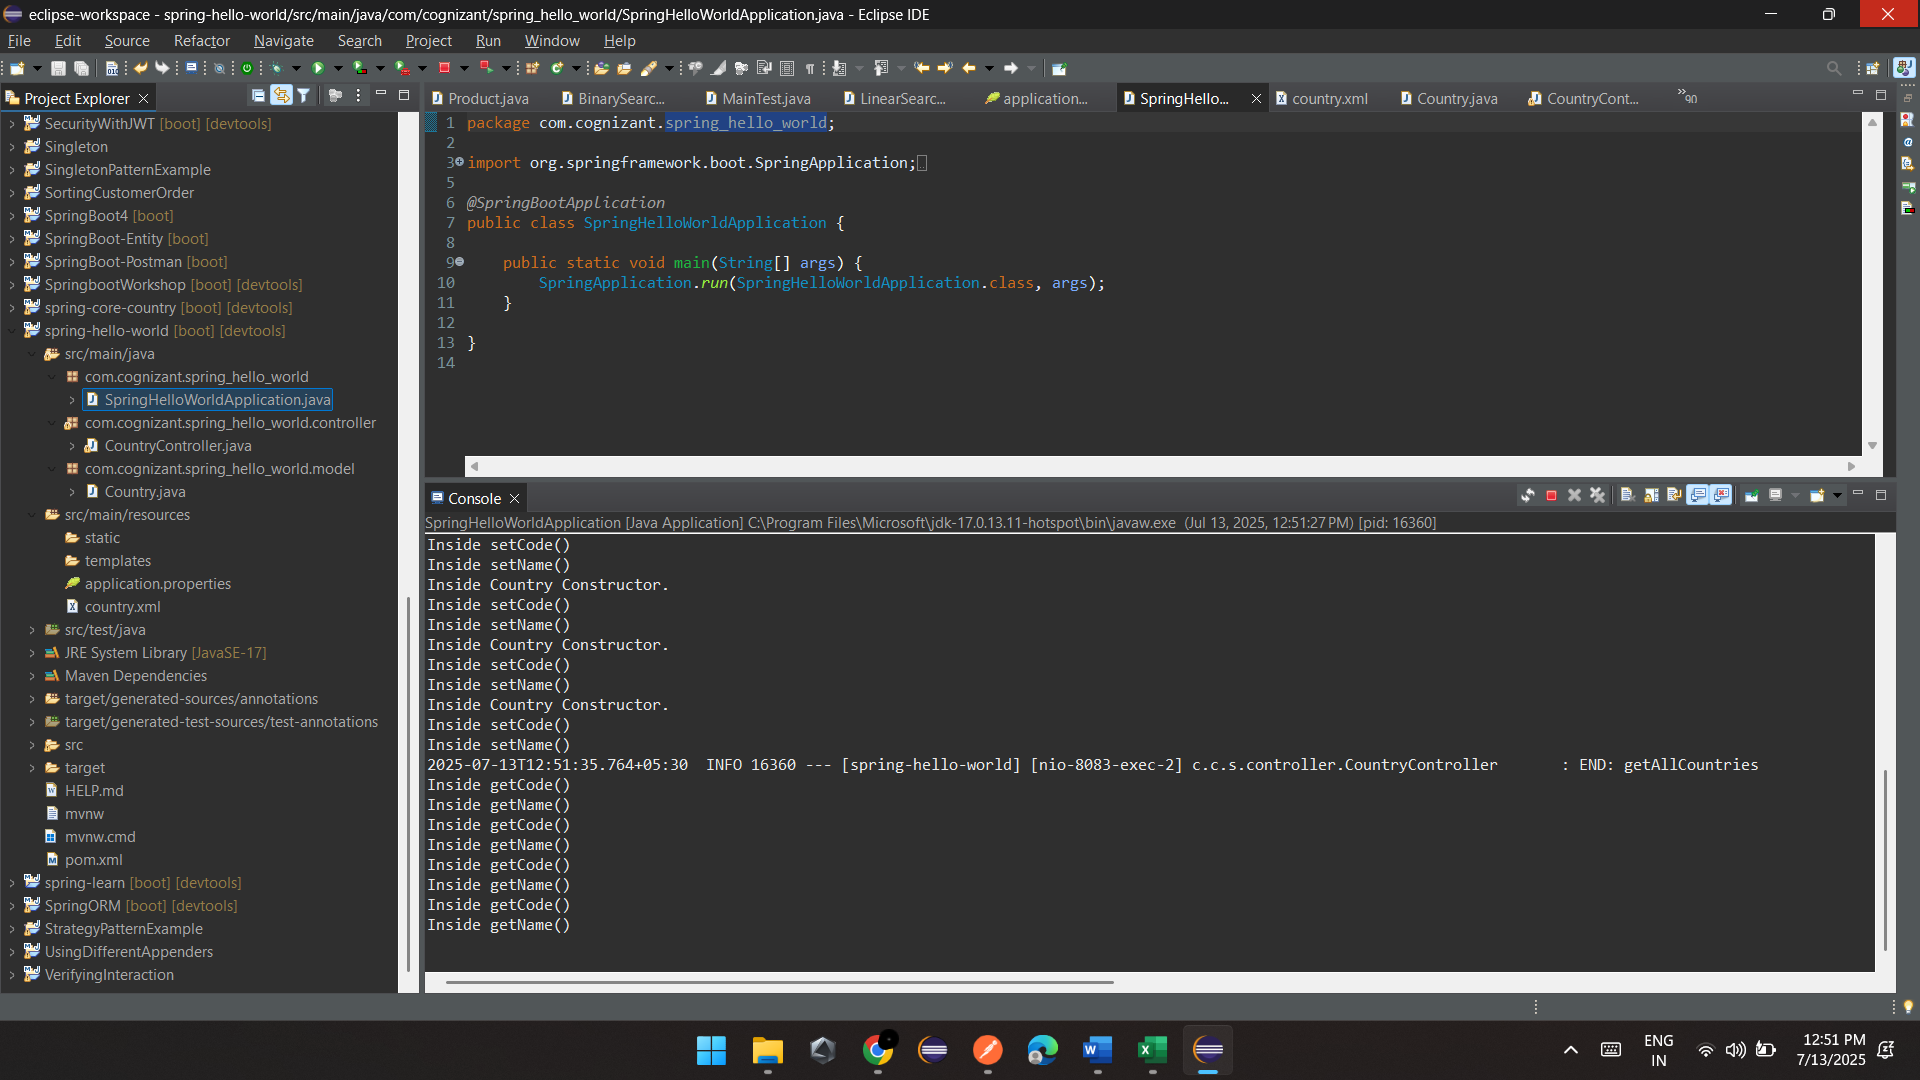 eclipse-workspace - spring-hello-world/src/main/java/com/cognizant/spring_hello_world/SpringHelloWorldApplication.java - Eclipse IDE
File Edit Source Refactor Navigate Search Project Run Window Help
Project Explorer
SecurityWithJWT [boot] [devtools]
Singleton
SingletonPatternExample
SortingCustomerOrder
SpringBoot4 [boot]
SpringBoot-Entity [boot]
SpringBoot-Postman [boot]
SpringbootWorkshop [boot] [devtools]
spring-core-country [boot] [devtools]
spring-hello-world [boot] [devtools]
src/main/java
com.cognizant.spring_hello_world
SpringHelloWorldApplication.java
com.cognizant.spring_hello_world.controller
CountryController.java
com.cognizant.spring_hello_world.model
Country.java
src/main/resources
static
templates
application.properties
country.xml
src/test/java
JRE System Library [JavaSE-17]
Maven Dependencies
target/generated-sources/annotations
target/generated-test-sources/test-annotations
src
target
HELP.md
mvnw
mvnw.cmd
pom.xml
spring-learn [boot] [devtools]
SpringORM [boot] [devtools]
StrategyPatternExample
UsingDifferentAppenders
VerifyingInteraction
Product.java BinarySearc... MainTest.java LinearSearc... application... SpringHello... country.xml Country.java CountryCont... »90
1 package com.cognizant.spring_hello_world;
2
3 import org.springframework.boot.SpringApplication;
5
6 @SpringBootApplication
7 public class SpringHelloWorldApplication {
8
9 public static void main(String[] args) {
10 SpringApplication.run(SpringHelloWorldApplication.class, args);
11 }
12
13 }
14
Console
SpringHelloWorldApplication [Java Application] C:\Program Files\Microsoft\jdk-17.0.13.11-hotspot\bin\javaw.exe (Jul 13, 2025, 12:51:27 PM) [pid: 16360]
Inside setCode()
Inside setName()
Inside Country Constructor.
Inside setCode()
Inside setName()
Inside Country Constructor.
Inside setCode()
Inside setName()
Inside Country Constructor.
Inside setCode()
Inside setName()
2025-07-13T12:51:35.764+05:30 INFO 16360 --- [spring-hello-world] [nio-8083-exec-2] c.c.s.controller.CountryController : END: getAllCountries
Inside getCode()
Inside getName()
Inside getCode()
Inside getName()
Inside getCode()
Inside getName()
Inside getCode()
Inside getName()
ENG
IN
12:51 PM
7/13/2025